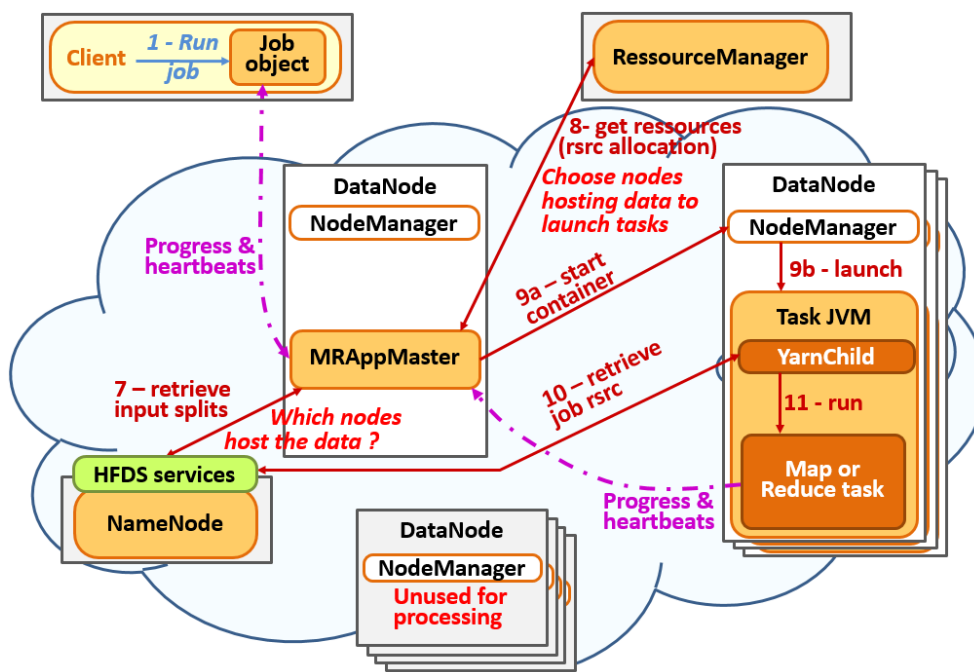 Client
1 - Run
job
Job
object
RessourceManager
8- get ressources
(rsrc allocation)
Choose nodes
hosting data to
launch tasks
DataNode
NodeManager
Progress &
heartbeats
MRAppMaster
9a – start
container
DataNode
NodeManager
9b - launch
Task JVM
YarnChild
11 - run
Map or
Reduce task
7 – retrieve
input splits
Which nodes
host the data ?
10 – retrieve
job rsrc
HFDS services
NameNode
Progress &
heartbeats
DataNode
NodeManager
Unused for
processing